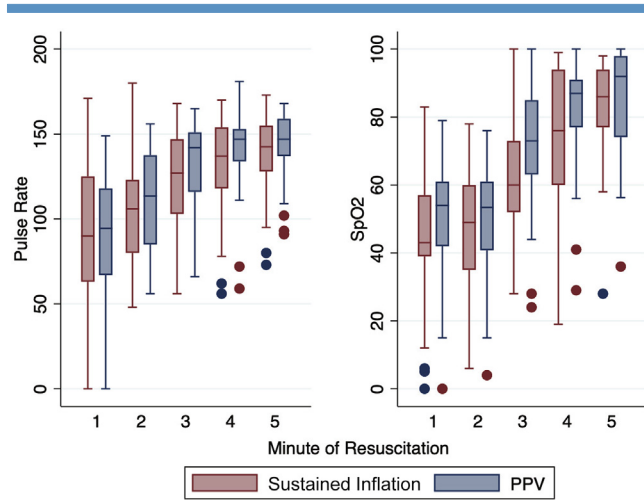 200
150
100
50
0
Pulse Rate
1 2 3 4 5
100
80
60
40
20
0
SpO2
1 2 3 4 5
Minute of Resuscitation
Sustained Inflation PPV